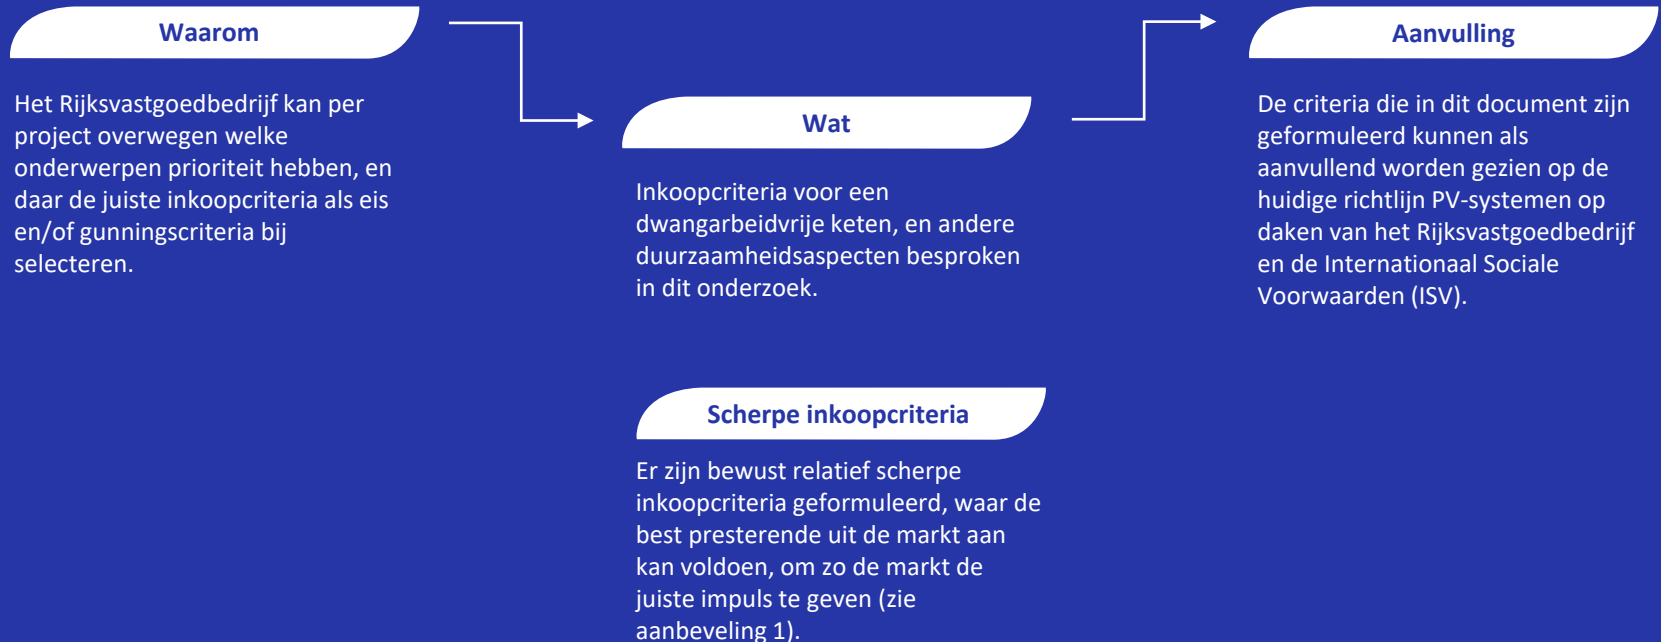 Waarom
Het Rijksvastgoedbedrijf kan per
project overwegen welke
onderwerpen prioriteit hebben, en
daar de juiste inkoopcriteria als eis
en/of gunningscriteria bij
selecteren.
Wat
Inkoopcriteria voor een
dwangarbeidvrije keten, en andere
duurzaamheidsaspecten besproken
in dit onderzoek.
Scherpe inkoopcriteria
Er zijn bewust relatief scherpe
inkoopcriteria geformuleerd, waar de
best presterende uit de markt aan
kan voldoen, om zo de markt de
juiste impuls te geven (zie
aanbeveling 1).
Aanvulling
De criteria die in dit document zijn
geformuleerd kunnen als
aanvullend worden gezien op de
huidige richtlijn PV-systemen op
daken van het Rijksvastgoedbedrijf
en de Internationaal Sociale
Voorwaarden (ISV).